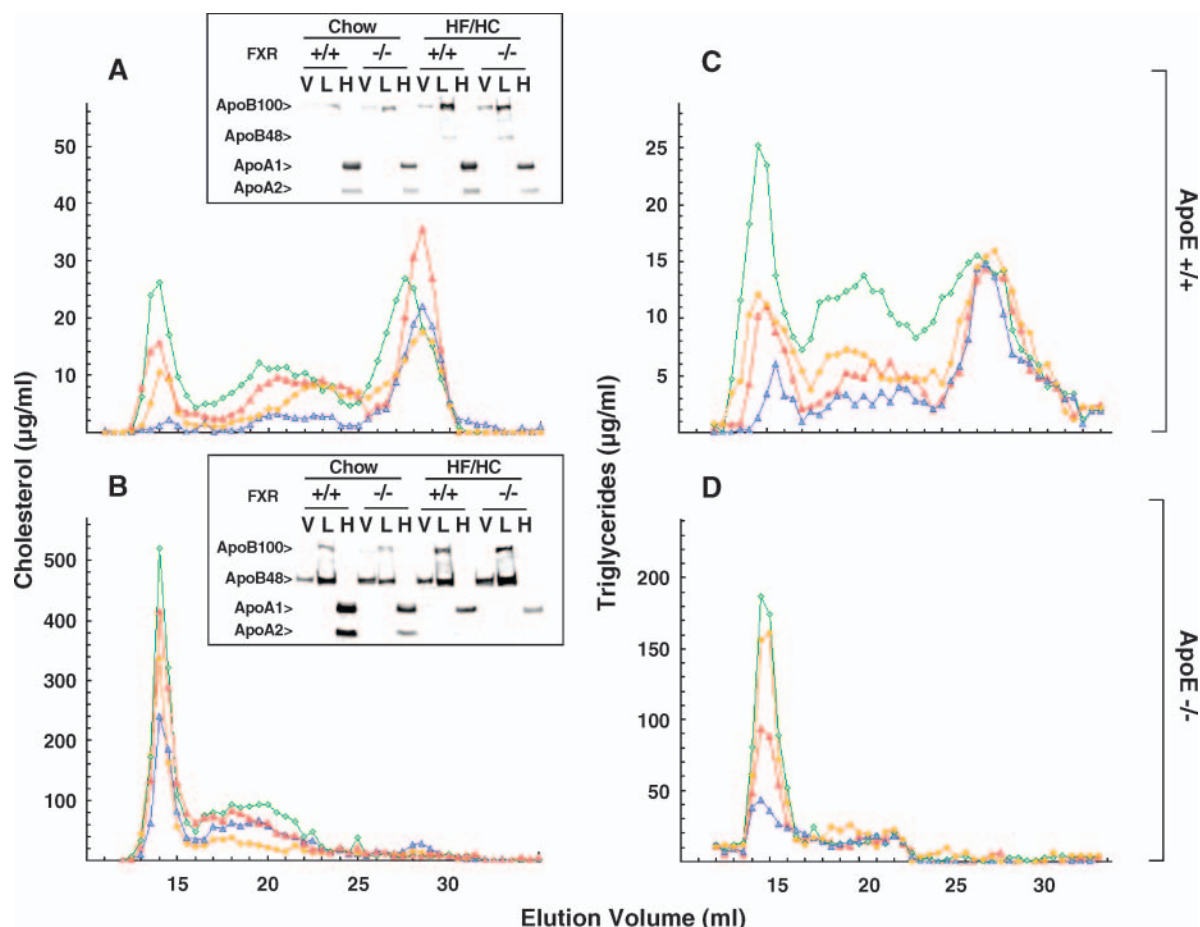 A
Chow HF/HC
FXR +/+ -/- +/+ -/-
V L H V L H V L H V L H
ApoB100>
ApoB48>
ApoA1>
ApoA2>
50
40
30
20
10
C
25
20
15
10
5
ApoE +/+
Cholesterol (µg/ml)
Triglycerides (µg/ml)
B
Chow HF/HC
FXR +/+ -/- +/+ -/-
V L H V L H V L H V L H
ApoB100>
ApoB48>
ApoA1>
ApoA2>
500
400
300
200
100
15 20 25 30
D
200
150
100
50
15 20 25 30
ApoE -/-
Elution Volume (ml)